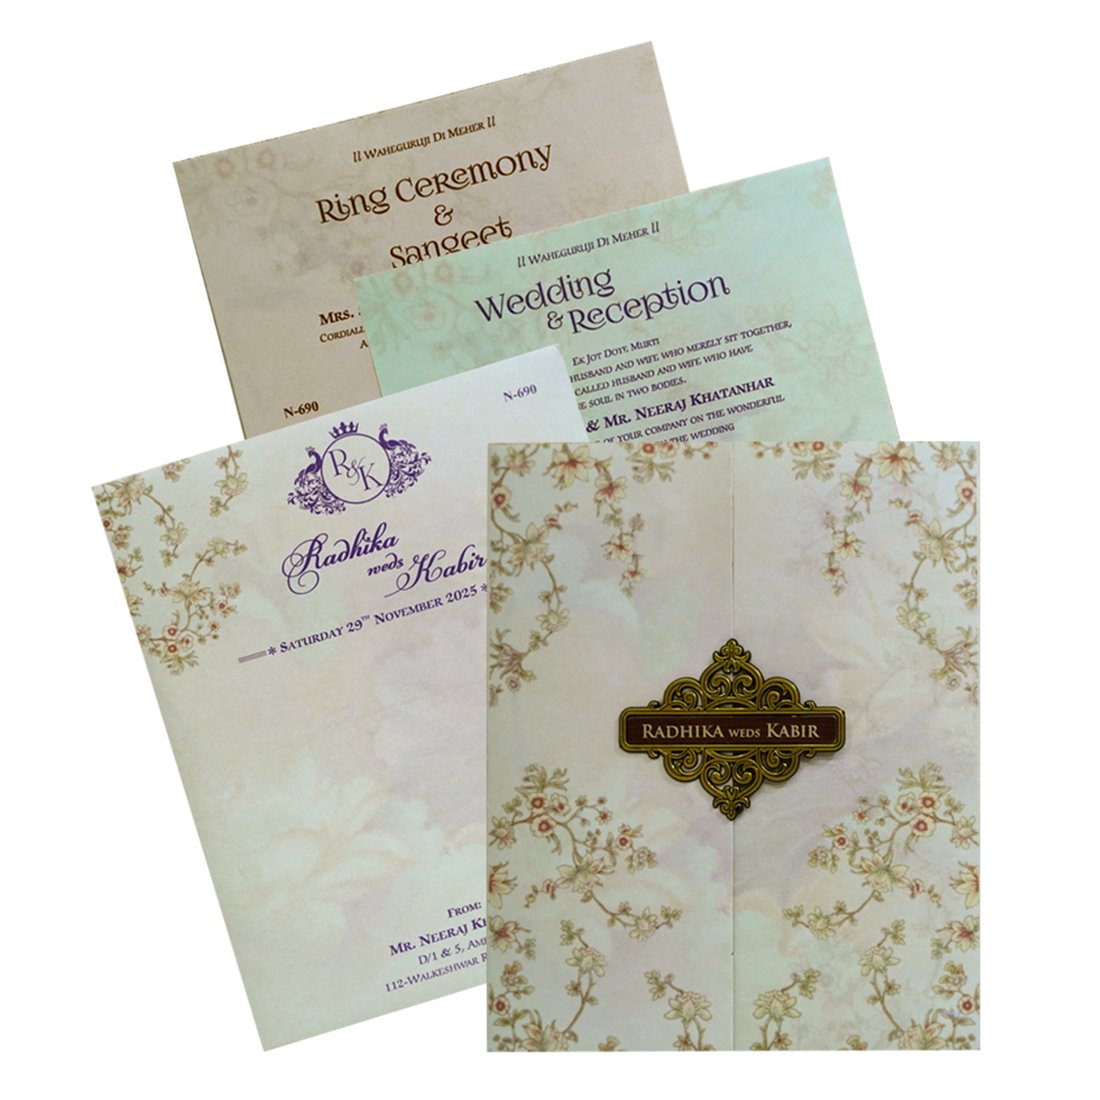 ⁅⁅ WAHEGURUJI DI MEHER ⁅⁅
Ring Ceremony
&
Sangeet
MRS.
N-690
⁅⁅ WAHEGURUJI DI MEHER ⁅⁅
Wedding
& Reception
EK JOT DOYE MURTI
HUSBAND AND WIFE WHO MERELY SIT TOGETHER,
CALLED HUSBAND AND WIFE WHO HAVE
SOUL IN TWO BODIES.
& MR. NEERAJ KHATANHAR
OF YOUR COMPANY ON THE WONDERFUL
THE WEDDING
N-690
R&K
Radhika
weds Kabir
* SATURDAY 29TH NOVEMBER 2025 *
FROM:
MR. NEERAJ
D/1 & 5,
112-WALKESHWAR
RADHIKA WEDS KABIR